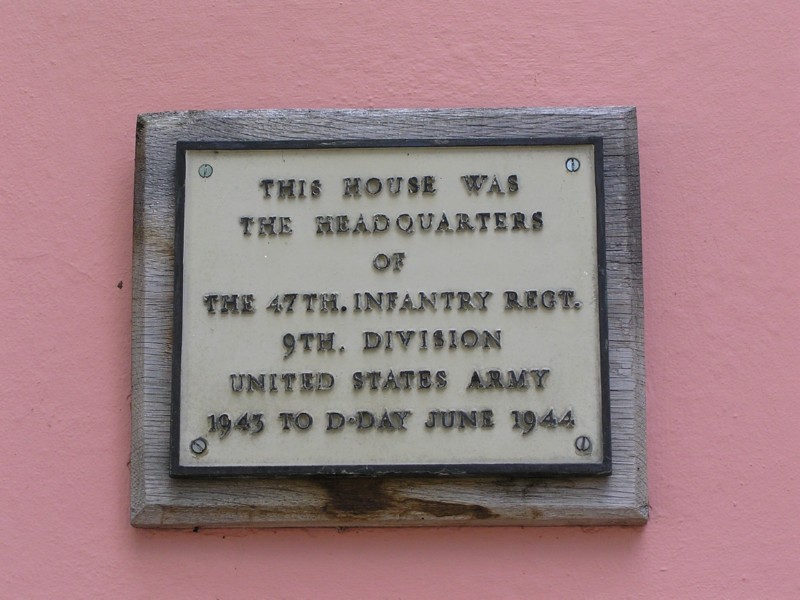 THIS HOUSE WAS
THE HEADQUARTERS
OF
THE 47TH. INFANTRY REGT.
9TH. DIVISION
UNITED STATES ARMY
1943 TO D-DAY JUNE 1944